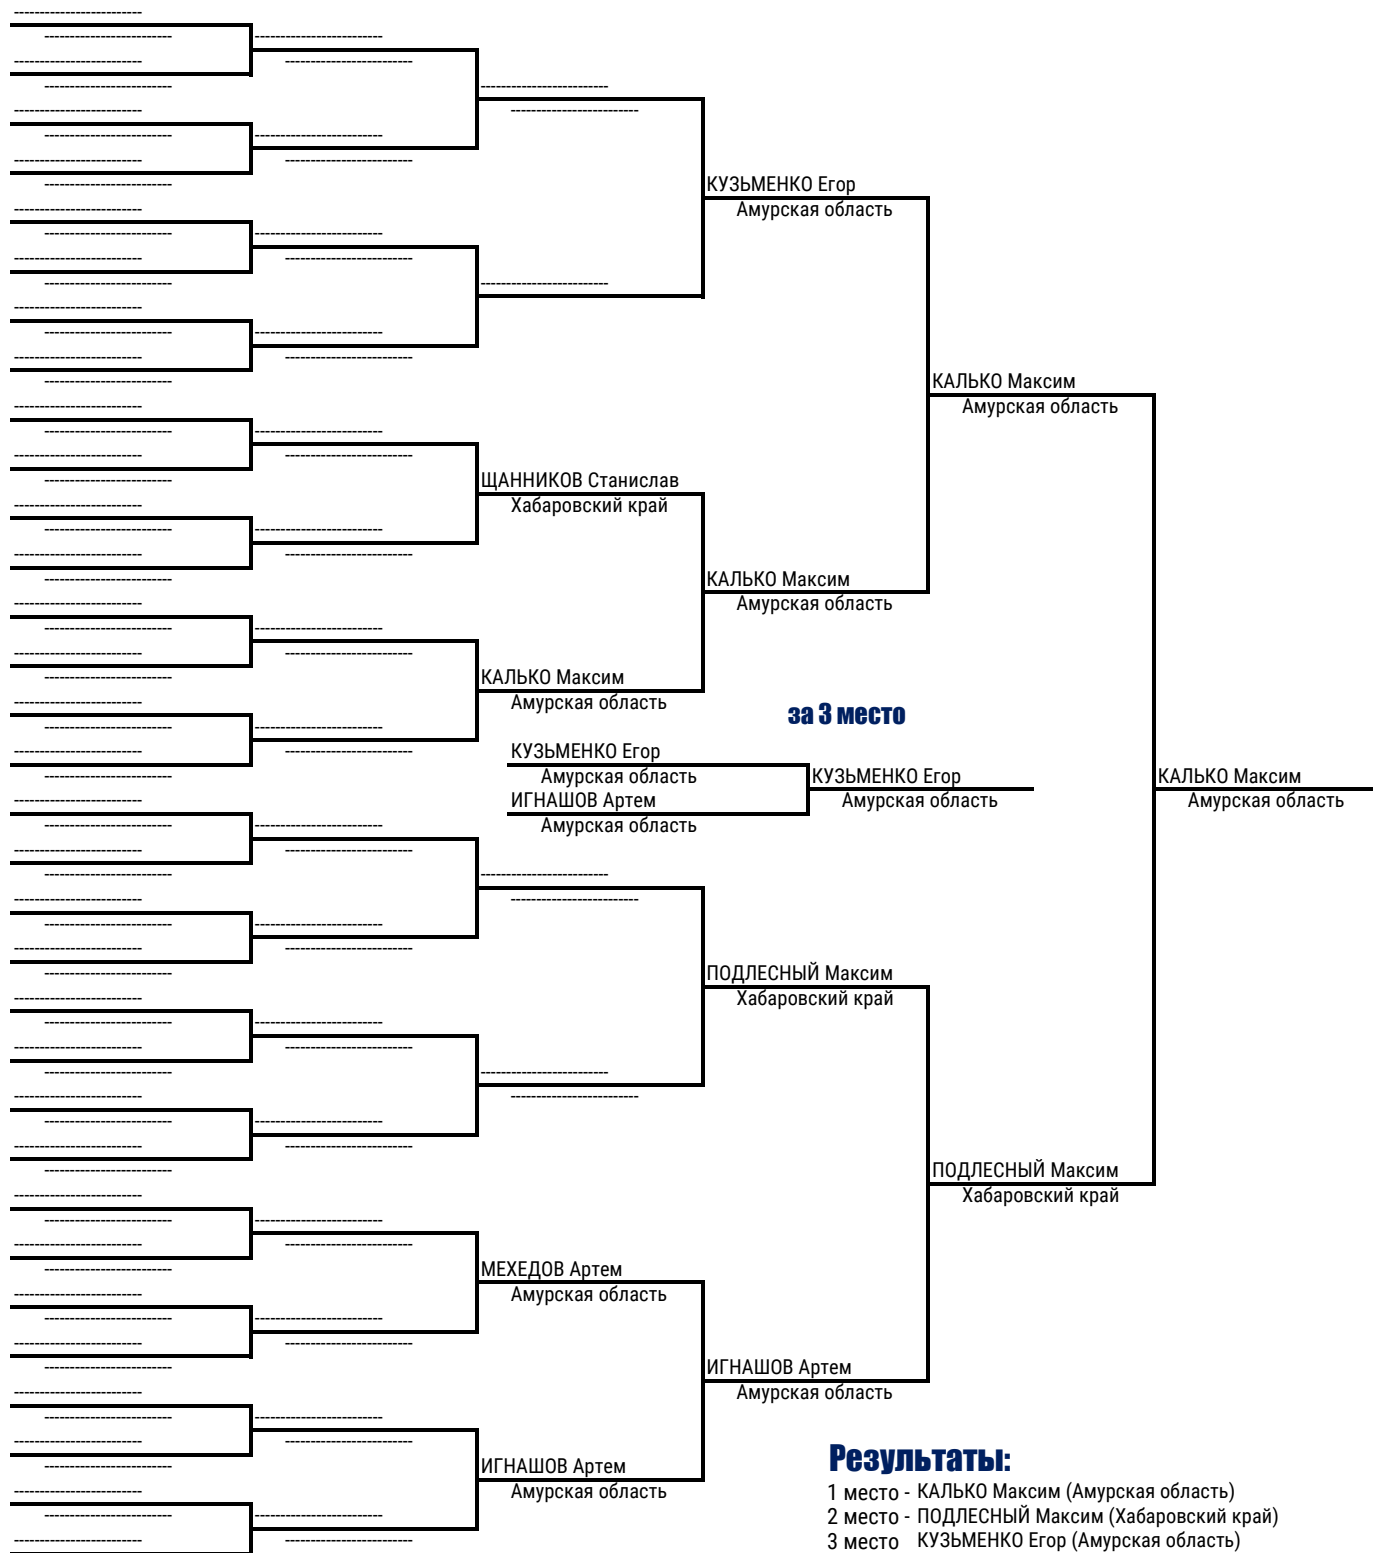 КУЗЬМЕНКО Егор
Амурская область
КАЛЬКО Максим
Амурская область
ЩАННИКОВ Станислав
Хабаровский край
КАЛЬКО Максим
Амурская область
КАЛЬКО Максим
Амурская область
за 3 место
КУЗЬМЕНКО Егор
Амурская область
ИГНАШОВ Артем
Амурская область
КУЗЬМЕНКО Егор
Амурская область
КАЛЬКО Максим
Амурская область
ПОДЛЕСНЫЙ Максим
Хабаровский край
ПОДЛЕСНЫЙ Максим
Хабаровский край
МЕХЕДОВ Артем
Амурская область
ИГНАШОВ Артем
Амурская область
ИГНАШОВ Артем
Амурская область
Результаты:
1 место - КАЛЬКО Максим (Амурская область)
2 место - ПОДЛЕСНЫЙ Максим (Хабаровский край)
3 место КУЗЬМЕНКО Егор (Амурская область)